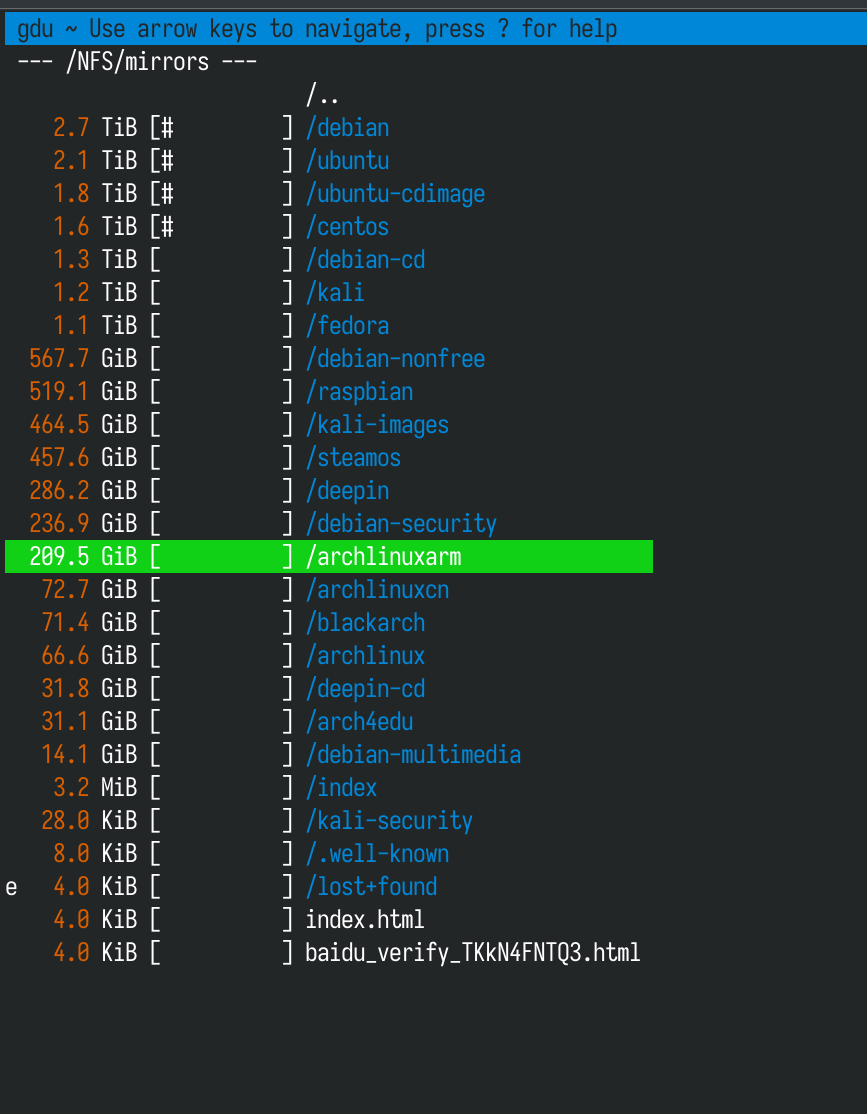 gdu ~ Use arrow keys to navigate, press ? for help
--- /NFS/mirrors ---
/..
2.7 TiB [#         ] /debian
2.1 TiB [#         ] /ubuntu
1.8 TiB [#         ] /ubuntu-cdimage
1.6 TiB [#         ] /centos
1.3 TiB [          ] /debian-cd
1.2 TiB [          ] /kali
1.1 TiB [          ] /fedora
567.7 GiB [          ] /debian-nonfree
519.1 GiB [          ] /raspbian
464.5 GiB [          ] /kali-images
457.6 GiB [          ] /steamos
286.2 GiB [          ] /deepin
236.9 GiB [          ] /debian-security
209.5 GiB [          ] /archlinuxarm
72.7 GiB [          ] /archlinuxcn
71.4 GiB [          ] /blackarch
66.6 GiB [          ] /archlinux
31.8 GiB [          ] /deepin-cd
31.1 GiB [          ] /arch4edu
14.1 GiB [          ] /debian-multimedia
3.2 MiB [          ] /index
28.0 KiB [          ] /kali-security
8.0 KiB [          ] /.well-known
e 4.0 KiB [          ] /lost+found
4.0 KiB [          ] index.html
4.0 KiB [          ] baidu_verify_TKkN4FNTQ3.html